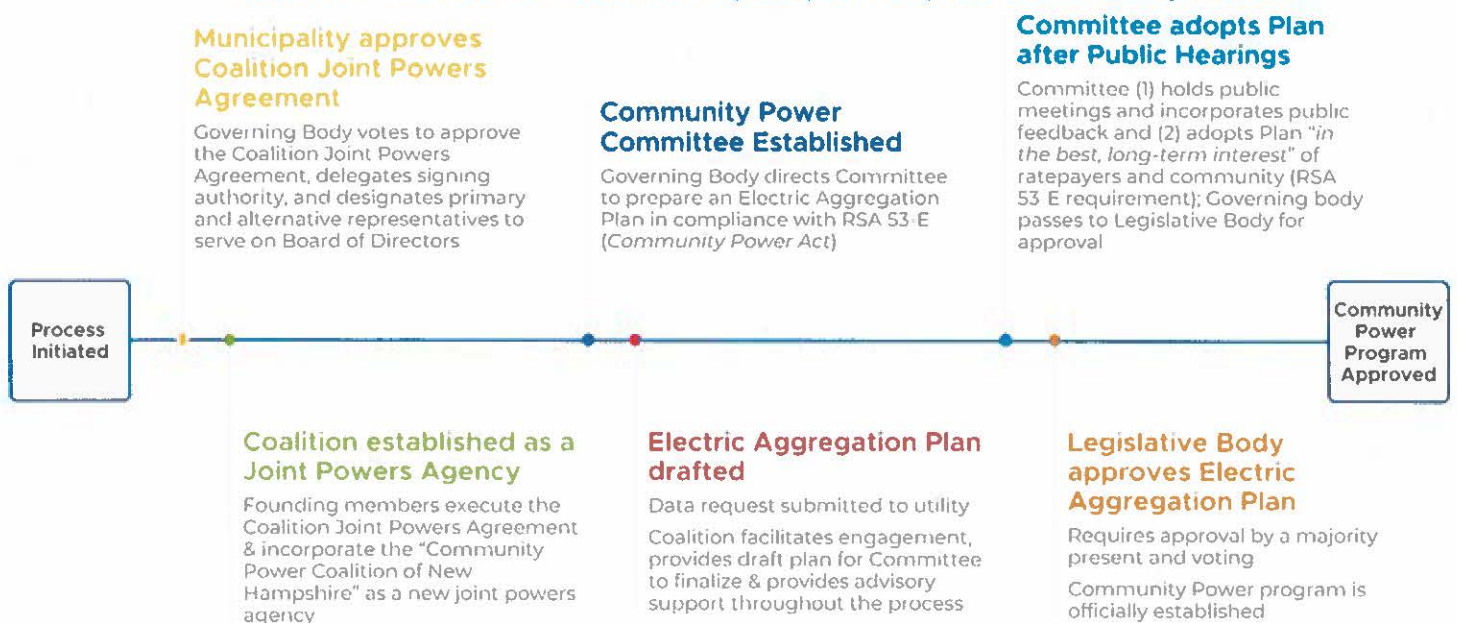 Municipality approves
Coalition Joint Powers
Agreement
Governing Body votes to approve
the Coalition Joint Powers
Agreement, delegates signing
authority, and designates primary
and alternative representatives to
serve on Board of Directors
Community Power
Committee Established
Governing Body directs Committee
to prepare an Electric Aggregation
Plan in compliance with RSA 53-E
(Community Power Act)
Committee adopts Plan
after Public Hearings
Committee (1) holds public
meetings and incorporates public
feedback and (2) adopts Plan "in
the best, long-term interest" of
ratepayers and community (RSA
53 E requirement); Governing body
passes to Legislative Body for
approval
Process
Initiated
Community
Power
Program
Approved
Coalition established as a
Joint Powers Agency
Founding members execute the
Coalition Joint Powers Agreement
& incorporate the "Community
Power Coalition of New
Hampshire" as a new joint powers
agency
Electric Aggregation Plan
drafted
Data request submitted to utility
Coalition facilitates engagement,
provides draft plan for Committee
to finalize & provides advisory
support throughout the process
Legislative Body
approves Electric
Aggregation Plan
Requires approval by a majority
present and voting
Community Power program is
officially established